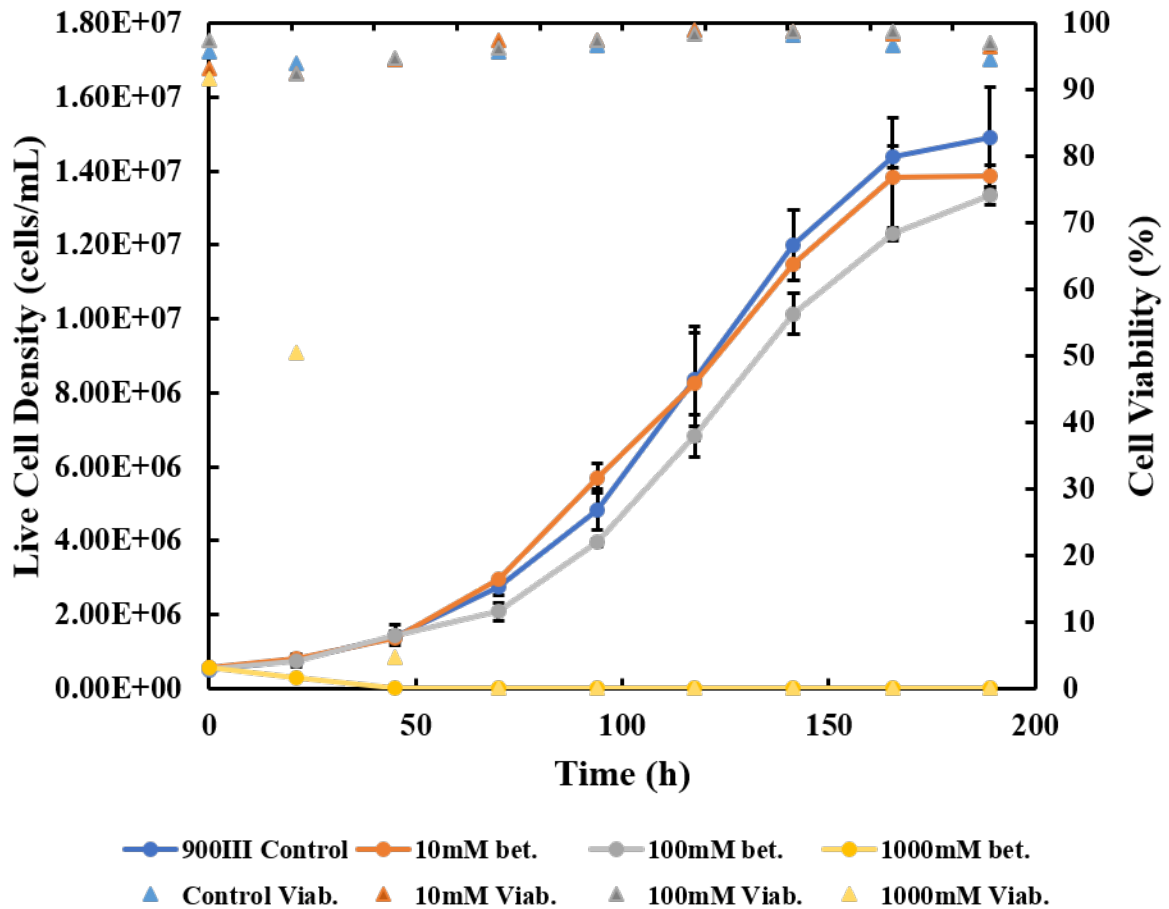 Live Cell Density (cells/mL)
1.80E+07
1.60E+07
1.40E+07
1.20E+07
1.00E+07
8.00E+06
6.00E+06
4.00E+06
2.00E+06
0.00E+00
100
90
80
70
60
50
40
30
20
10
0
Cell Viability (%)
0 50 100 150 200
Time (h)
900III Control 10mM bet. 100mM bet. 1000mM bet.
Control Viab. 10mM Viab. 100mM Viab. 1000mM Viab.